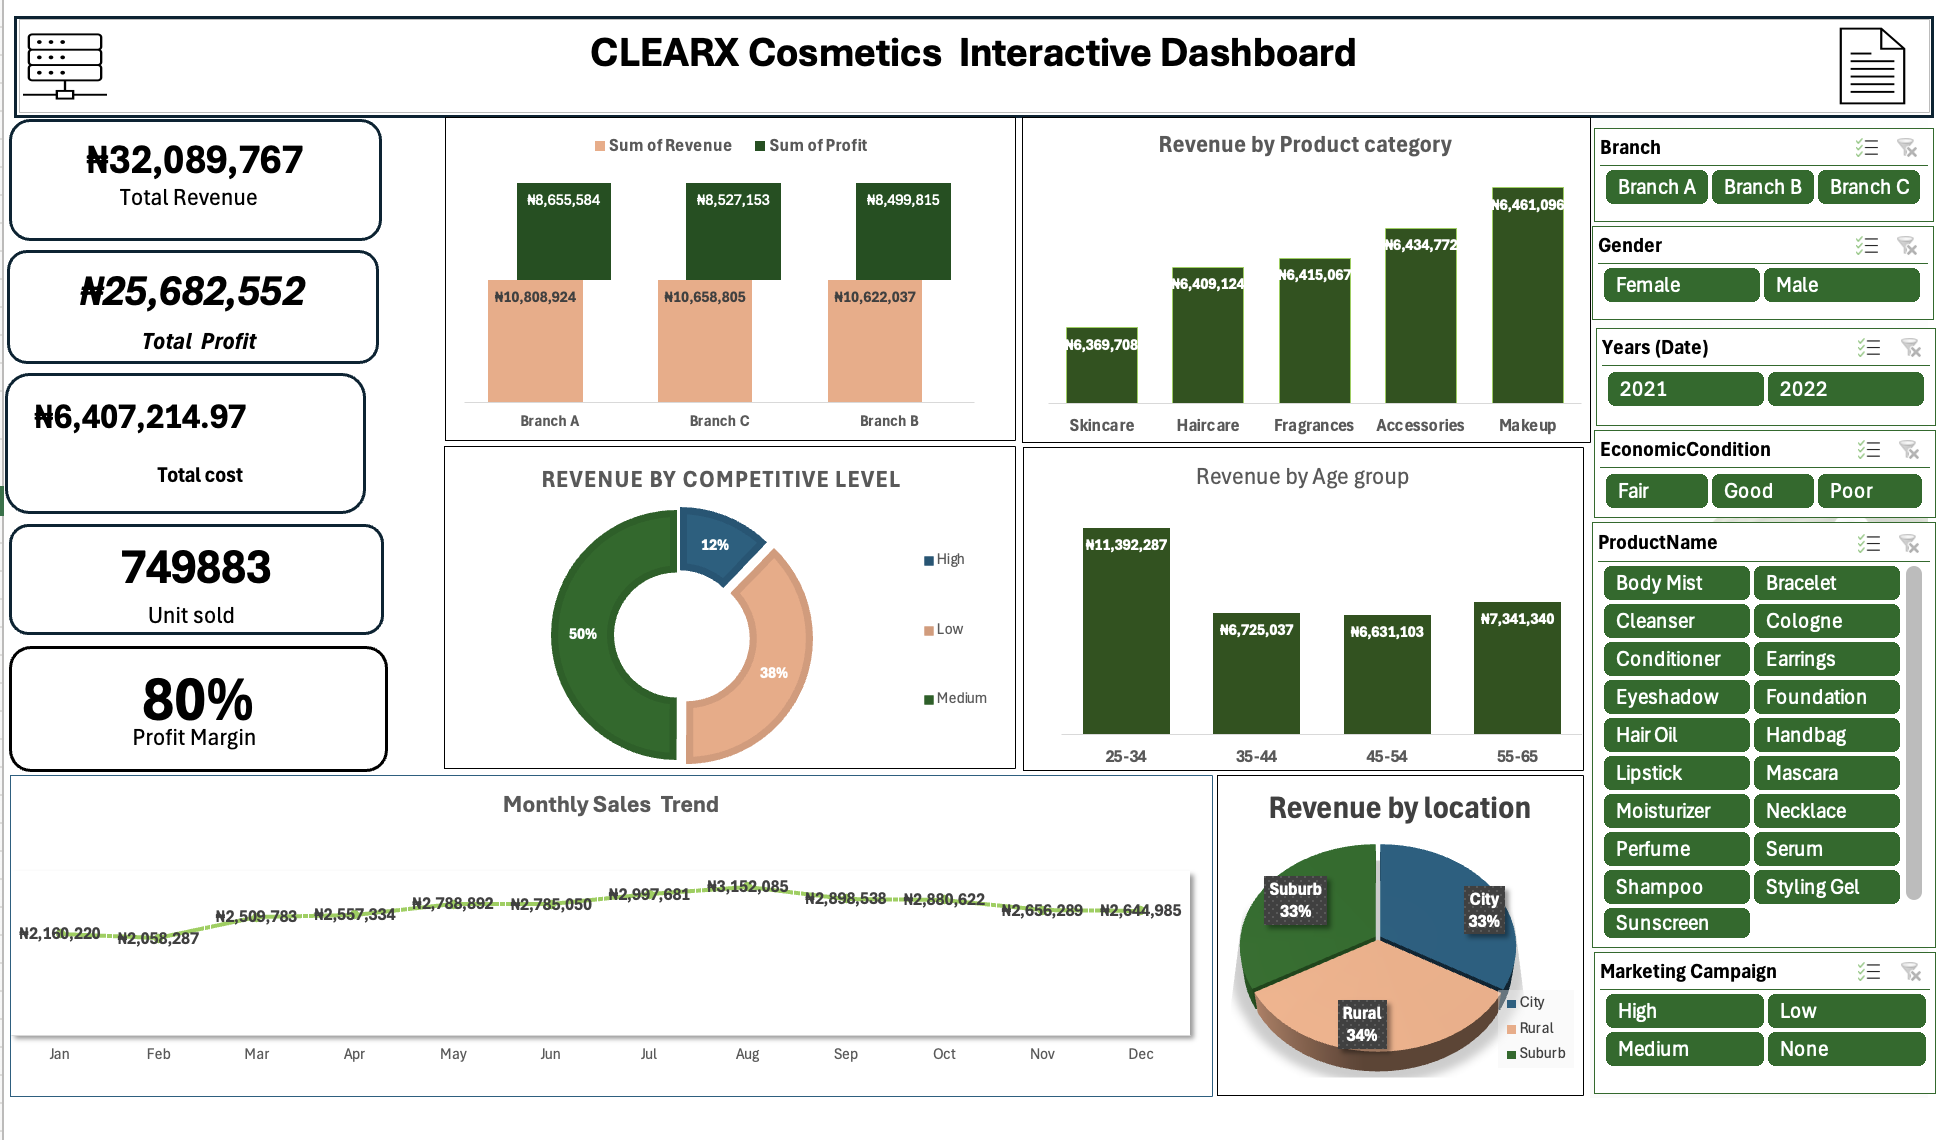 CLEARX Cosmetics  Interactive Dashboard
₦32,089,767
Total Revenue
₦25,682,552
Total  Profit
₦6,407,214.97
Total cost
749883
Unit sold
80%
Profit Margin
Sum of Revenue
Sum of Profit
₦8,655,584
₦8,527,153
₦8,499,815
₦10,808,924
₦10,658,805
₦10,622,037
Branch A
Branch C
Branch B
Revenue by Product category
₦6,369,708
₦6,409,124
₦6,415,067
₦6,434,772
₦6,461,096
Skincare
Haircare
Fragrances
Accessories
Makeup
REVENUE BY COMPETITIVE LEVEL
12%
50%
38%
High
Low
Medium
Revenue by Age group
₦11,392,287
₦6,725,037
₦6,631,103
₦7,341,340
25-34
35-44
45-54
55-65
Monthly Sales  Trend
₦2,160,220
₦2,058,287
₦2,509,783
₦2,557,334
₦2,788,892
₦2,785,050
₦2,997,681
₦3,152,085
₦2,898,538
₦2,880,622
₦2,656,289
₦2,644,985
Jan
Feb
Mar
Apr
May
Jun
Jul
Aug
Sep
Oct
Nov
Dec
Revenue by location
Suburb
33%
City
33%
Rural
34%
City
Rural
Suburb
Branch
Branch A
Branch B
Branch C
Gender
Female
Male
Years (Date)
2021
2022
EconomicCondition
Fair
Good
Poor
ProductName
Body Mist
Bracelet
Cleanser
Cologne
Conditioner
Earrings
Eyeshadow
Foundation
Hair Oil
Handbag
Lipstick
Mascara
Moisturizer
Necklace
Perfume
Serum
Shampoo
Styling Gel
Sunscreen
Marketing Campaign
High
Low
Medium
None